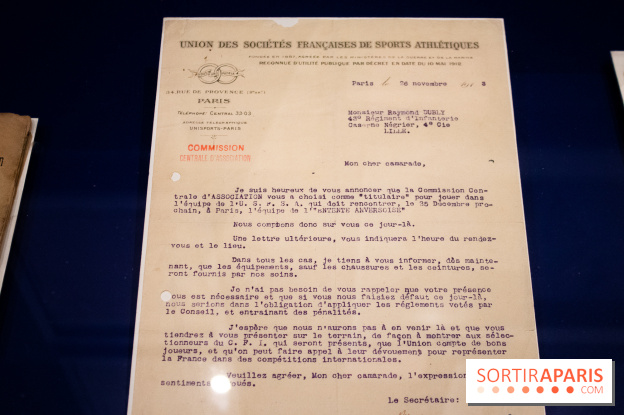 UNION DES SOCIÉTÉS FRANÇAISES DE SPORTS ATHLÉTIQUES
RECONNUE D'UTILITÉ PUBLIQUE PAR DÉCRET EN DATE DU 10 MAI 1912
34 RUE DE PROVENCE
PARIS
TÉLÉPHONE: CENTRAL
ADRESSE TÉLÉGRAPHIQUE
UNISPORTS-PARIS
COMMISSION
CENTRALE D'ASSOCIATION
Paris le 26 novembre 191
Monsieur Raymond DUBLY
43° Régiment d'Infanterie
Caserne Négrier, 4° Cie
LILLE.
Mon cher camarade,
Je suis heureux de vous annoncer que la Commission Cen-
trale d'ASSOCIATION vous a choisi comme "titulaire" pour jouer dans
l'équipe de l'U. S. F. S. A. qui doit rencontrer, le 25 Décembre pro-
chain, à Paris, l'équipe de l'"ENTENTE ANVERSOISE"
Nous comptons donc sur vous ce jour-là.
Une lettre ultérieure, vous indiquera l'heure du rendez-
vous et le lieu.
Dans tous les cas, je tiens à vous informer, dès mainte-
nant, que les équipements, sauf les chaussures et les ceintures, se-
ront fournis par nos soins.
Je n'ai pas besoin de vous rappeler que votre présence
nous est nécessaire et que si vous nous faisiez défaut ce jour-là,
nous serions dans l'obligation d'appliquer les règlements votés par
le Conseil, et entrainant des pénalités.
J'espère que nous n'aurons pas à en venir là et que vous
tiendrez à vous présenter sur le terrain, de façon à montrer aux sélec-
tionneurs du C. F. I. qui seront présents, que l'Union compte de bons
joueurs, et qu'on peut faire appel à leur dévouement pour représenter
la France dans des compétitions internationales.
Veuillez agréer, Mon cher camarade, l'expression
sentiments
Le Secrétaire:
SORTIRAPARIS
.COM